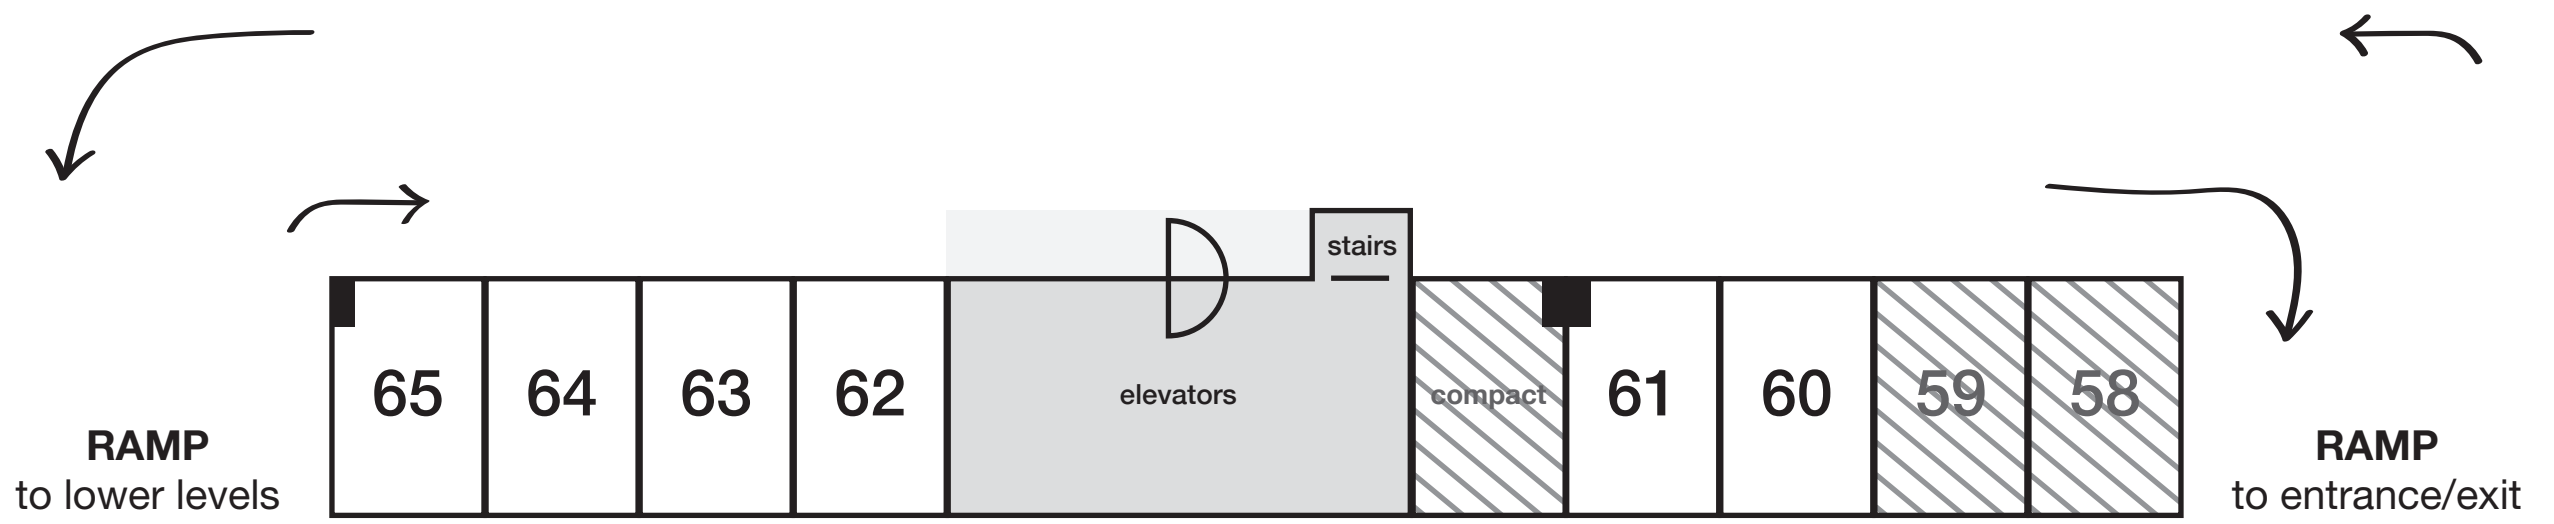 stairs
65
64
63
62
elevators
compact
61
60
59
58
RAMP
to lower levels
RAMP
to entrance/exit